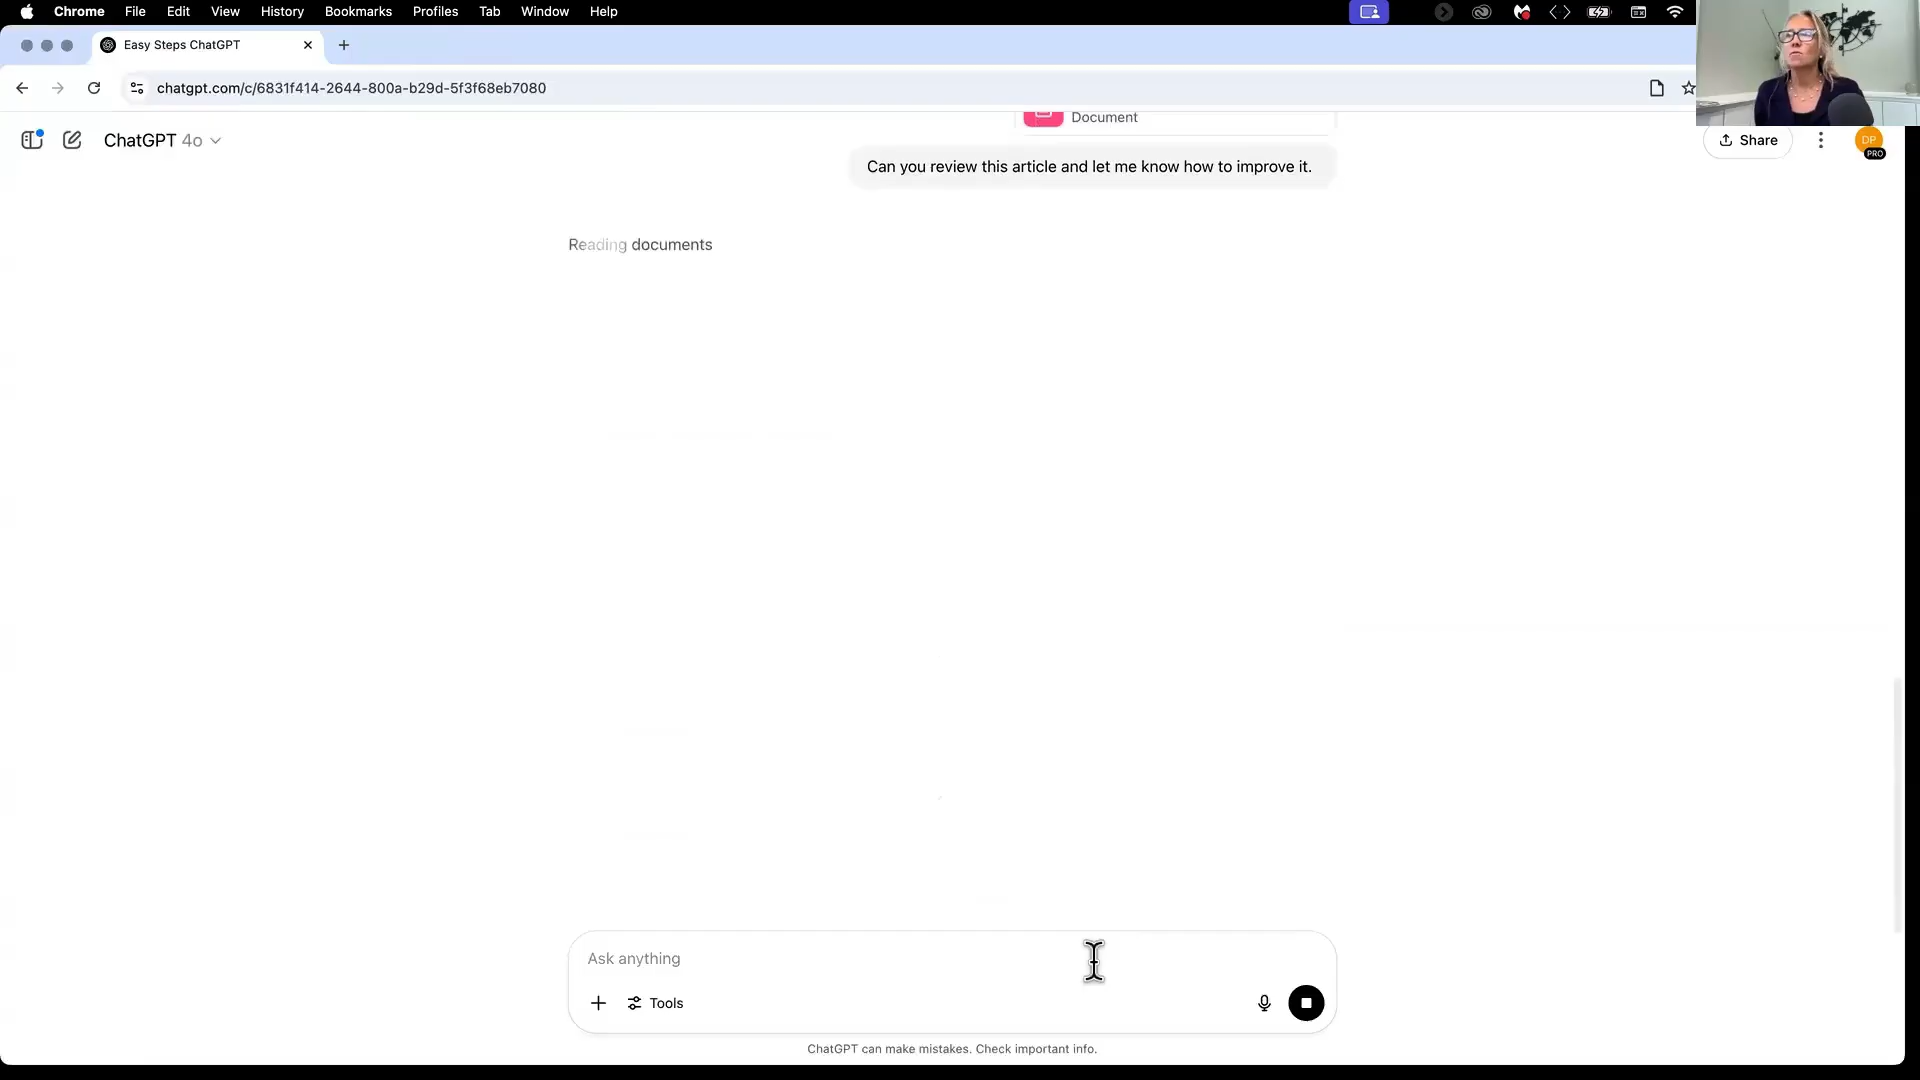 Chrome File Edit View History Bookmarks Profiles Tab Window Help
Easy Steps ChatGPT
chatgpt.com/c/6831f414-2644-800a-b29d-5f3f68eb7080
Document
ChatGPT 4o
Share
DP
PRO
Can you review this article and let me know how to improve it.
Reading documents
Ask anything
Tools
ChatGPT can make mistakes. Check important info.